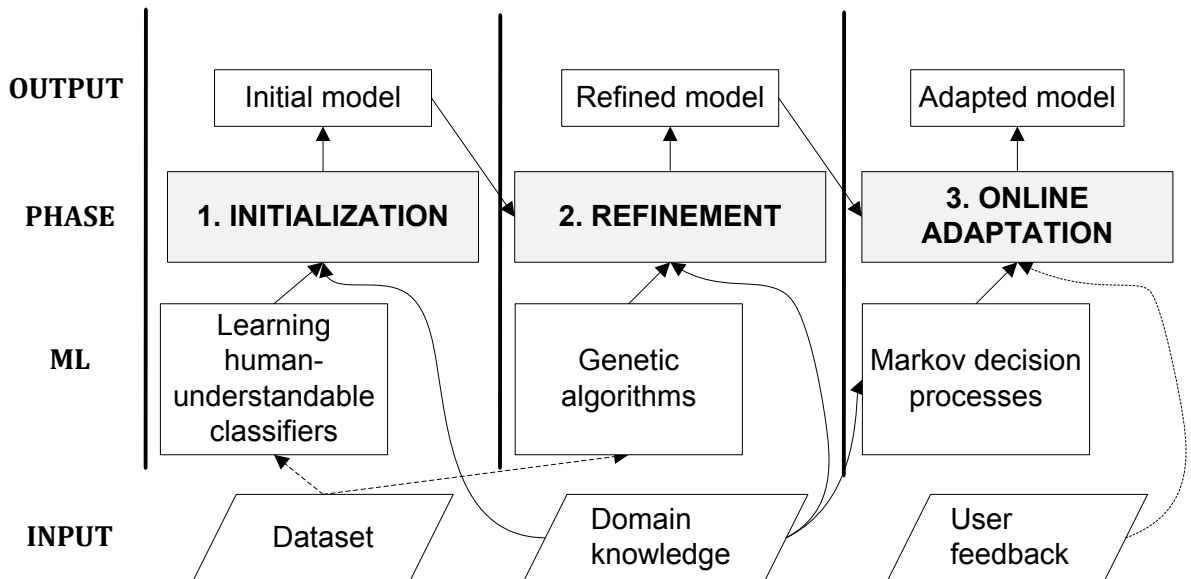 OUTPUT
Initial model
Refined model
Adapted model
PHASE
1. INITIALIZATION
2. REFINEMENT
3. ONLINE
ADAPTATION
ML
Learning
human-
understandable
classifiers
Genetic
algorithms
Markov decision
processes
INPUT
Dataset
Domain
knowledge
User
feedback